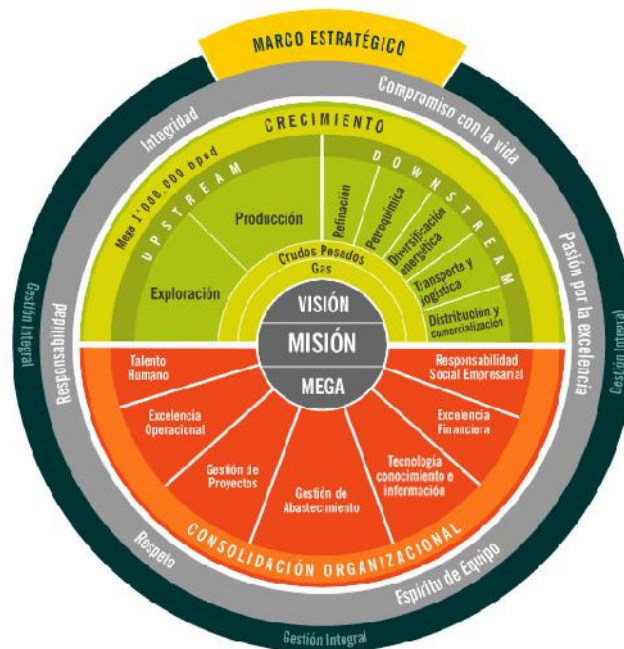 MARCO ESTRATÉGICO
Integridad
Compromiso con la vida
CRECIMIENTO
Mega 1'000.000 bped
UPSTREAM
DOWNSTREAM
Exploración
Producción
Refinación
Petroquímica
Diversificación
energética
Transporte y
logística
Distribución y
comercialización
Crudos Pesados
Gas
VISIÓN
MISIÓN
MEGA
Gestión Integral
Responsabilidad
Pasión por la excelencia
Gestión Integral
Talento
Humano
Excelencia
Operacional
Gestión de
Proyectos
Gestión de
Abastecimiento
Tecnología
conocimiento e
información
Excelencia
Financiera
Responsabilidad
Social Empresarial
CONSOLIDACIÓN ORGANIZACIONAL
Respeto
Espíritu de Equipo
Gestión Integral